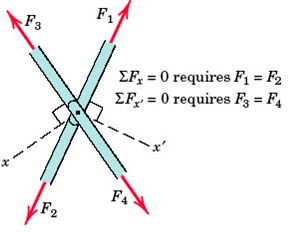 F₁
F₃
ΣFₓ = 0 requires F₁ = F₂
ΣFₓ′ = 0 requires F₃ = F₄
x
x′
F₂
F₄